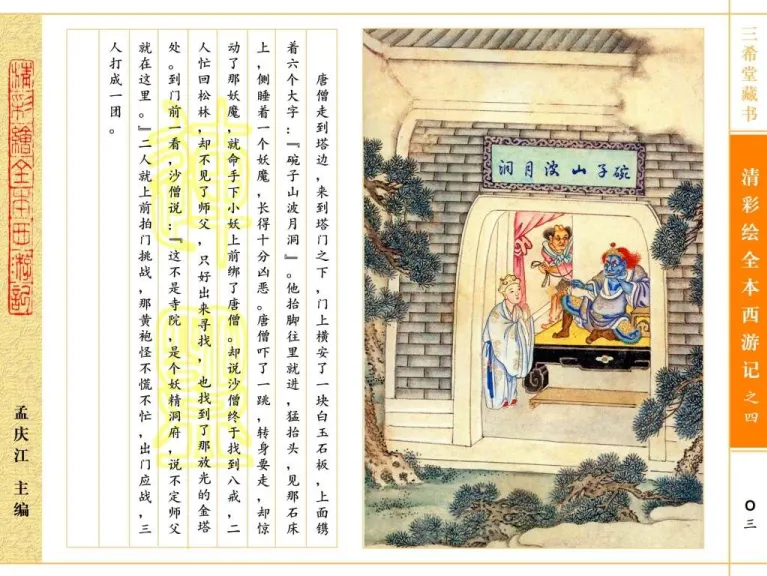 三希堂藏书
清彩绘全本西游记之四
〇三
碗子山波月洞
唐僧走到塔边,来到塔门之下,门上横安了一块白玉石板,上面镌
着六个大字:『碗子山波月洞』。他抬脚往里就进,猛抬头,见那石床
上,侧睡着一个妖魔,长得十分凶恶。唐僧吓了一跳,转身要走,却惊
动了那妖魔,就命手下小妖上前绑了唐僧。却说沙僧终于找到八戒,二
人忙回松林,却不见了师父,只好出来寻找,也找到了那放光的金塔
处。到门前一看,沙僧说:『这不是寺院,是个妖精洞府,说不定师父
就在这里。』二人就上前拍门挑战,那黄袍怪不慌不忙,出门应战,三
人打成一团。
清彩繪全本西游记
孟庆江 主编